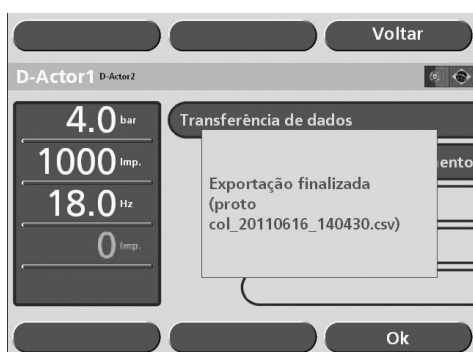 Voltar
D-Actor1 D-Actor2
4.0 bar
1000 Imp.
18.0 Hz
0 Imp.
Transferência de dados
ento
Exportação finalizada
(proto
col_20110616_140430.csv)
Ok